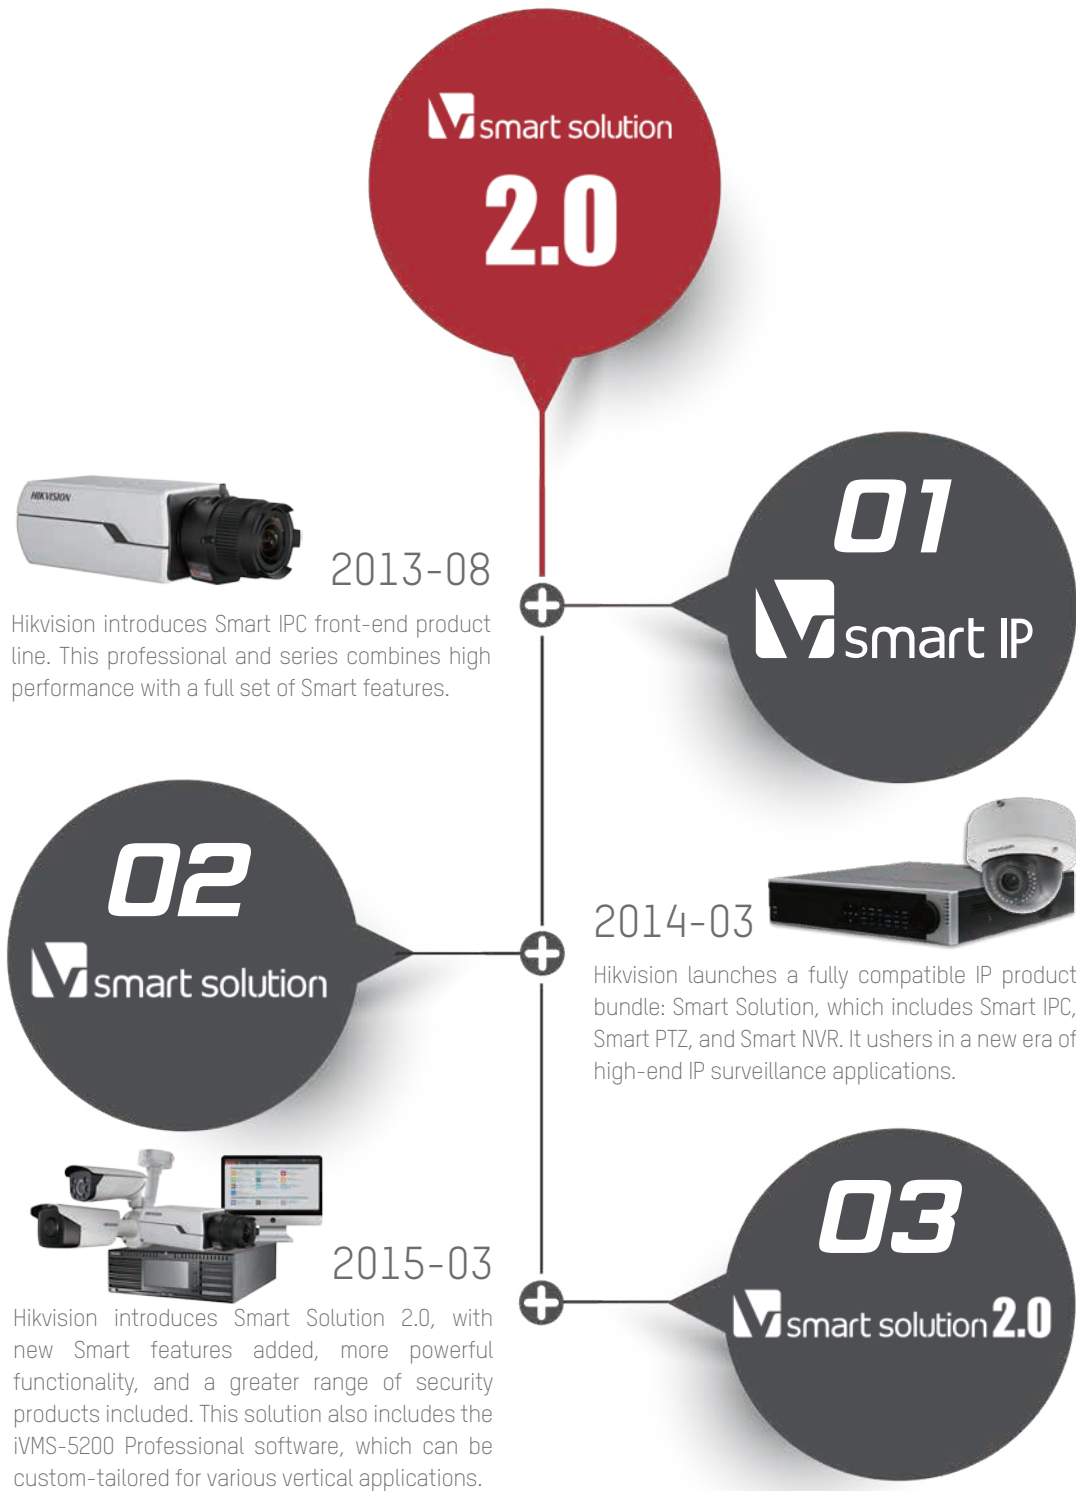 smart solution
2.0
HIKVISION
2013-08
Hikvision introduces Smart IPC front-end product
line. This professional and series combines high
performance with a full set of Smart features.
01
smart IP
02
smart solution
2014-03
Hikvision launches a fully compatible IP product
bundle: Smart Solution, which includes Smart IPC,
Smart PTZ, and Smart NVR. It ushers in a new era of
high-end IP surveillance applications.
2015-03
Hikvision introduces Smart Solution 2.0, with
new Smart features added, more powerful
functionality, and a greater range of security
products included. This solution also includes the
iVMS-5200 Professional software, which can be
custom-tailored for various vertical applications.
03
smart solution 2.0